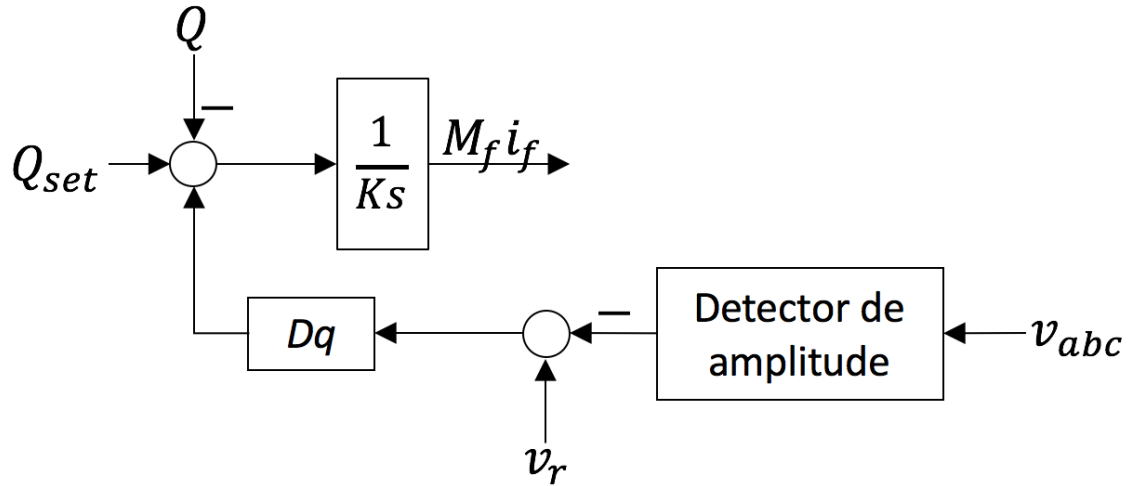 Q
−
Q_set
1
Ks
M_f i_f
Dq
−
Detector de
amplitude
v_abc
v_r